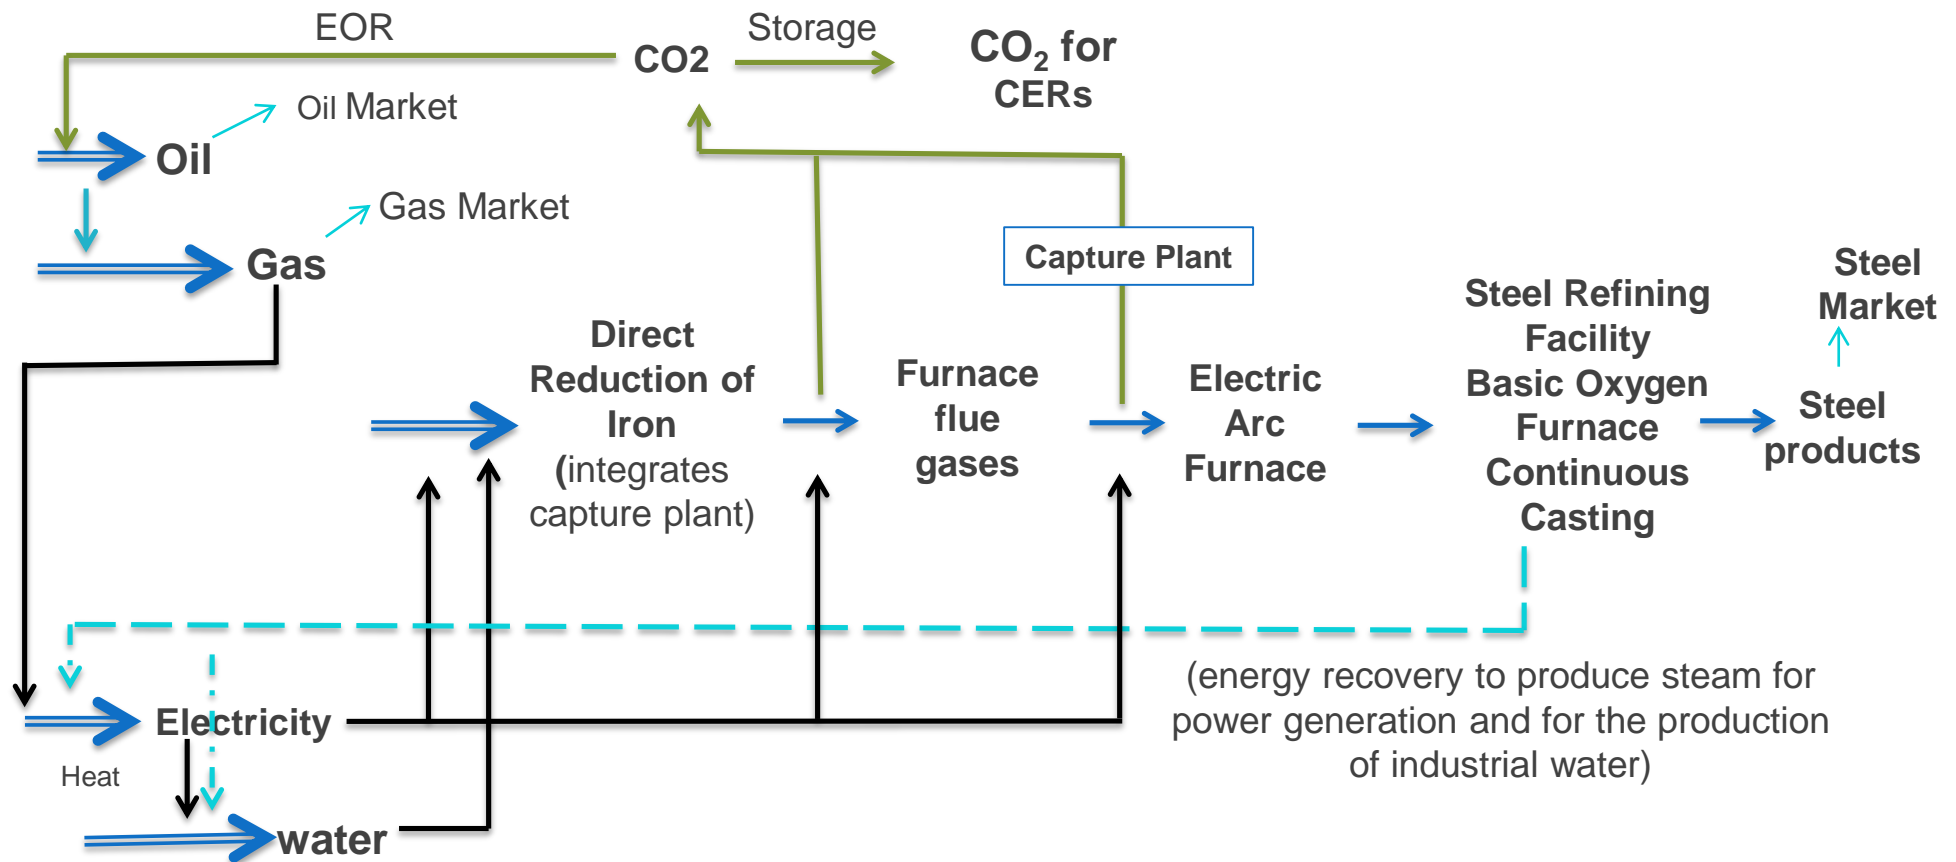 EOR
CO2
Storage
CO₂ for
CERs
Oil Market
Oil
Gas Market
Gas
Capture Plant
Direct
Reduction of
Iron
(integrates
capture plant)
Furnace
flue
gases
Electric
Arc
Furnace
Steel Refining
Facility
Basic Oxygen
Furnace
Continuous
Casting
Steel
Market
Steel
products
(energy recovery to produce steam for
power generation and for the production
of industrial water)
Electricity
Heat
water